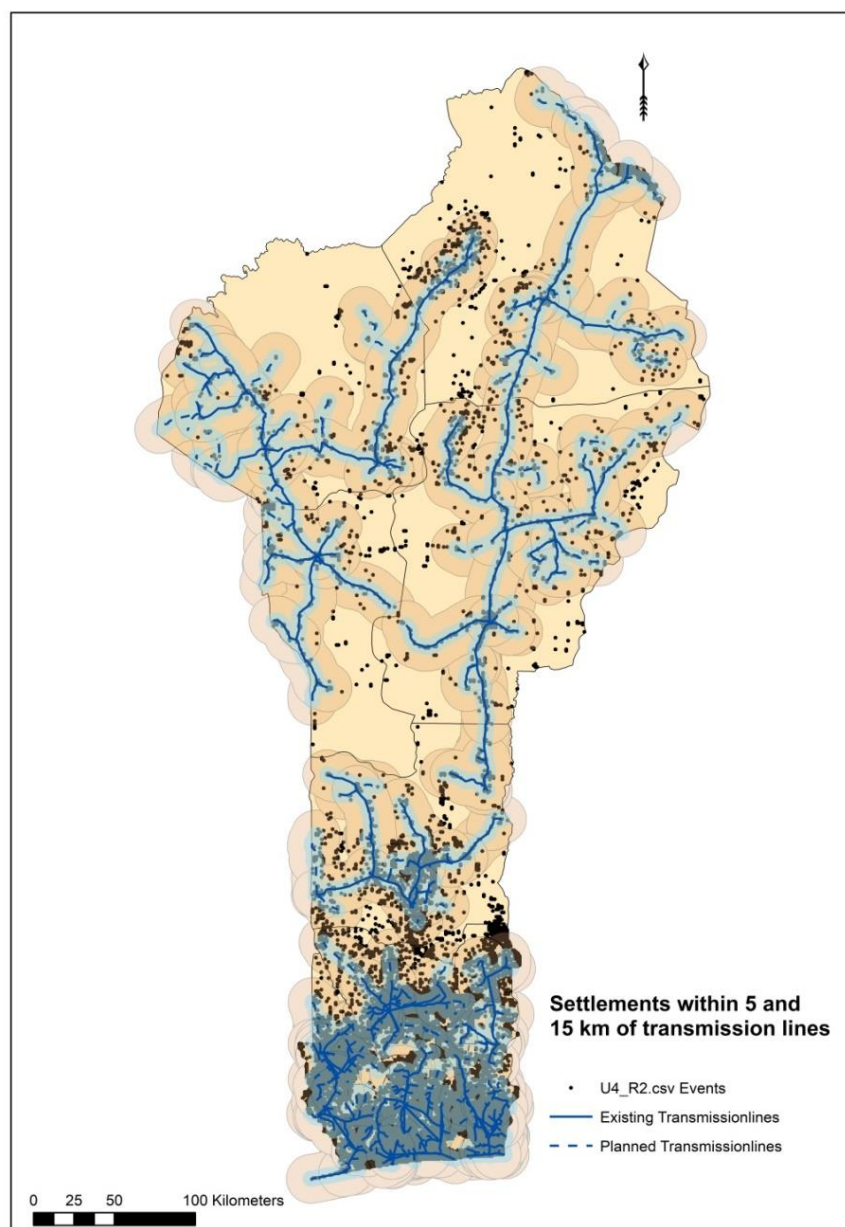 Settlements within 5 and
15 km of transmission lines
U4_R2.csv Events
Existing Transmissionlines
Planned Transmissionlines
0 25 50 100 Kilometers